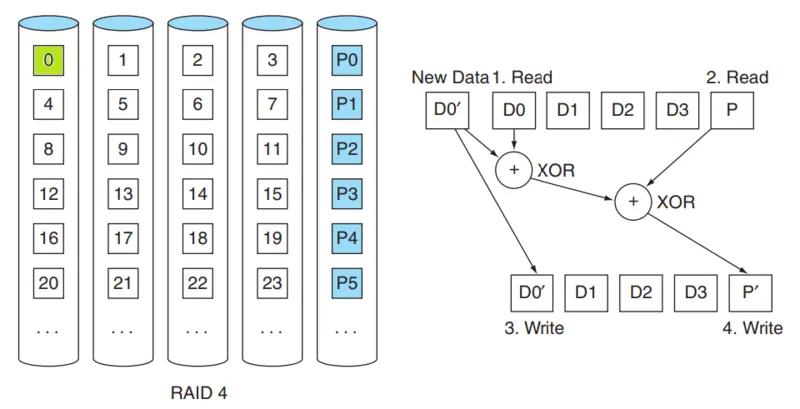 0 1 2 3 P0
4 5 6 7 P1
8 9 10 11 P2
12 13 14 15 P3
16 17 18 19 P4
20 21 22 23 P5
... ... ... ... ...
RAID 4
New Data 1. Read 2. Read
D0′ D0 D1 D2 D3 P
+ XOR
+ XOR
D0′ D1 D2 D3 P′
3. Write 4. Write